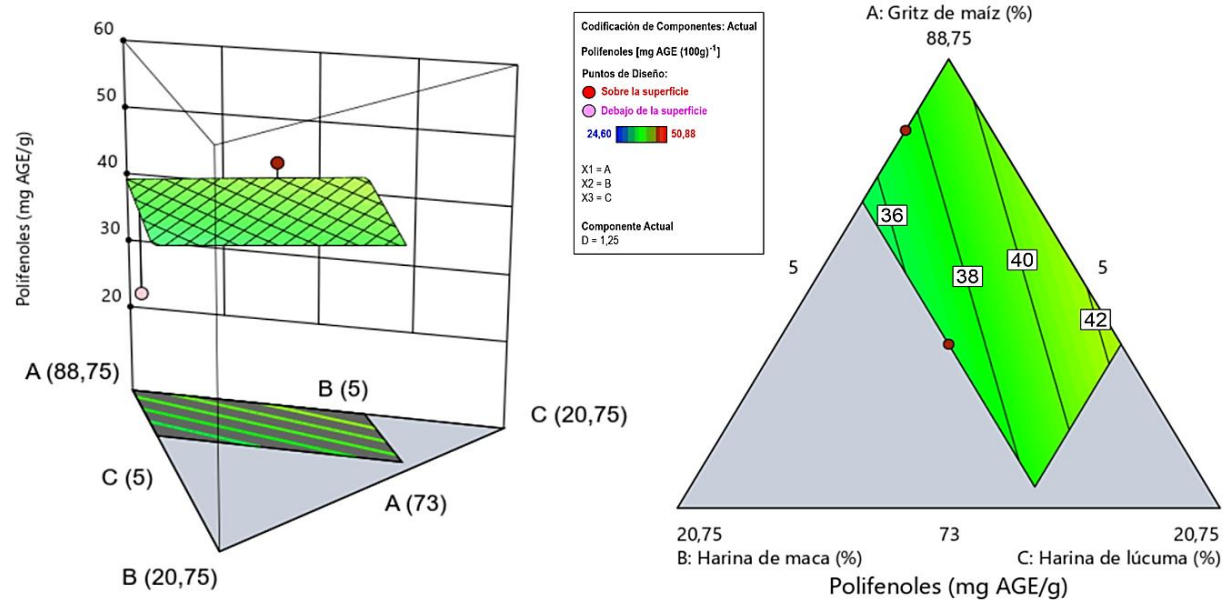 60
50
40
30
20
Polifenoles (mg AGE/g)
A (88,75)
B (5)
C (20,75)
C (5)
A (73)
B (20,75)
Codificación de Componentes: Actual
Polifenoles [mg AGE (100g)⁻¹]
Puntos de Diseño:
Sobre la superficie
Debajo de la superficie
24,60 50,88
X1 = A
X2 = B
X3 = C
Componente Actual
D = 1,25
A: Gritz de maíz (%)
88,75
36
5
38
40
5
42
20,75 73 20,75
B: Harina de maca (%) C: Harina de lúcuma (%)
Polifenoles (mg AGE/g)